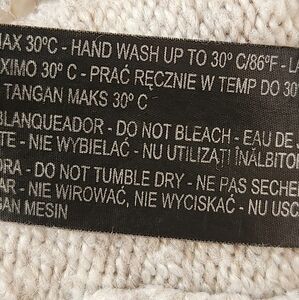 MAX 30°C - HAND WASH UP TO 30° C/86°F - LA
XIMO 30° C - PRAĆ RĘCZNIE W TEMP DO 30°
TANGAN MAKS 30° C
BLANQUEADOR - DO NOT BLEACH - EAU DE J
TE - NIE WYBIELAĆ - NU UTILIZAȚI ÎNĂLBITOR
ORA - DO NOT TUMBLE DRY - NE PAS SECHE
AR - NIE WIROWAĆ, NIE WYCISKAĆ - NU USC
GAN MESIN